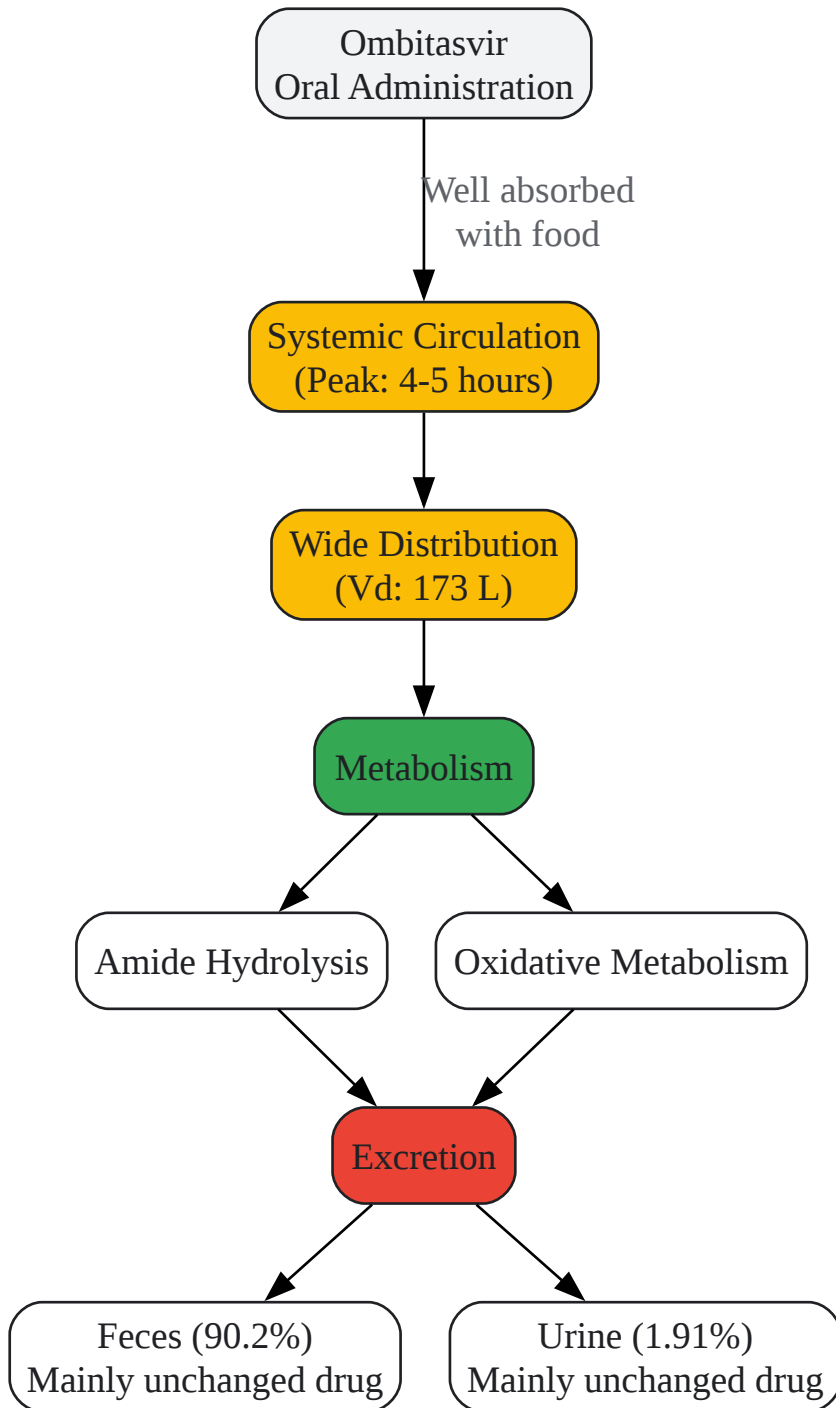 Ombitasvir
Oral Administration
Well absorbed
with food
Systemic Circulation
(Peak: 4-5 hours)
Wide Distribution
(Vd: 173 L)
Metabolism
Amide Hydrolysis
Oxidative Metabolism
Excretion
Feces (90.2%)
Mainly unchanged drug
Urine (1.91%)
Mainly unchanged drug